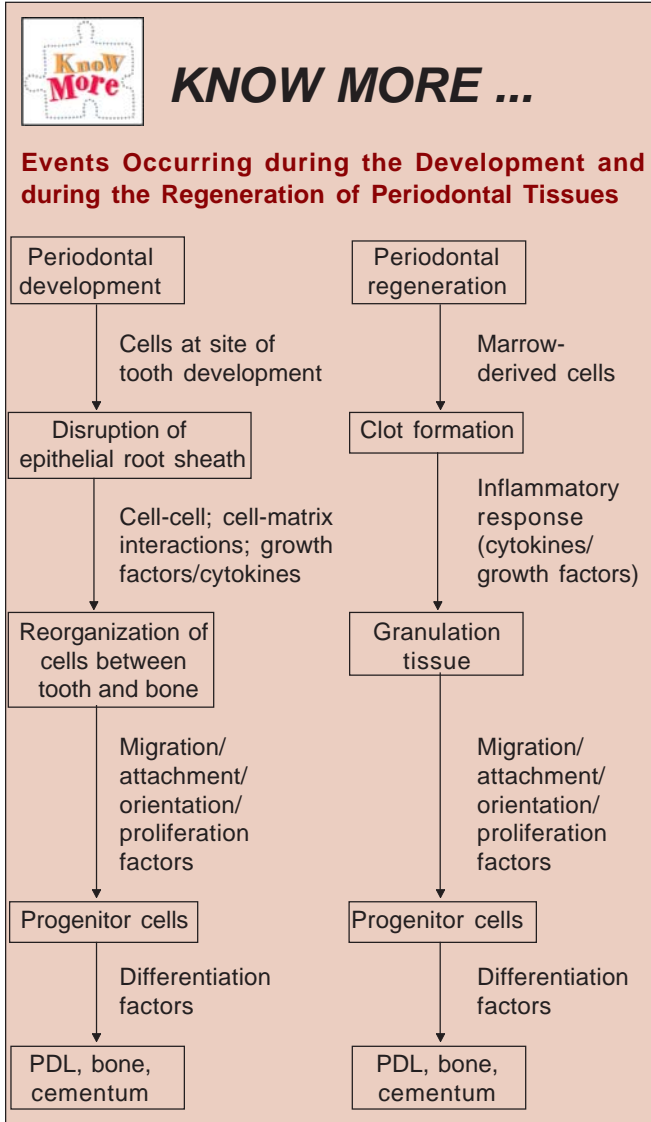 KnoW
More
KNOW MORE ...
Events Occurring during the Development and
during the Regeneration of Periodontal Tissues
Periodontal
development
Cells at site of
tooth development
Disruption of
epithelial root sheath
Cell-cell; cell-matrix
interactions; growth
factors/cytokines
Reorganization of
cells between
tooth and bone
Migration/
attachment/
orientation/
proliferation
factors
Progenitor cells
Differentiation
factors
PDL, bone,
cementum
Periodontal
regeneration
Marrow-
derived cells
Clot formation
Inflammatory
response
(cytokines/
growth factors)
Granulation
tissue
Migration/
attachment/
orientation/
proliferation
factors
Progenitor cells
Differentiation
factors
PDL, bone,
cementum